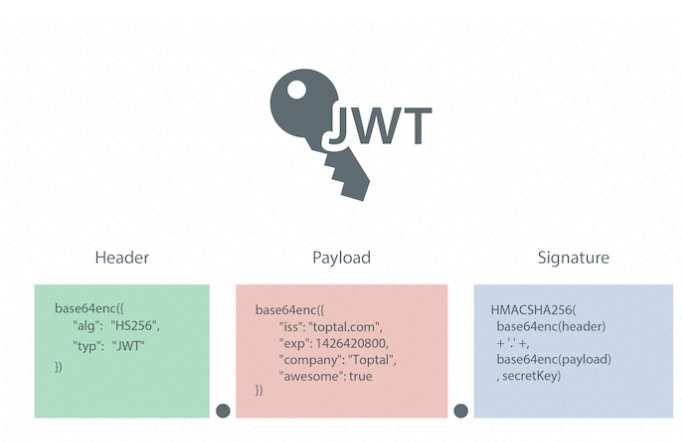 JWT
Header
Payload
Signature
base64enc({
"alg": "HS256",
"typ": "JWT"
})
base64enc({
"iss": "toptal.com",
"exp": 1426420800,
"company": "Toptal",
"awesome": true
})
HMACSHA256(
base64enc(header)
+ '.' +,
base64enc(payload)
, secretKey)